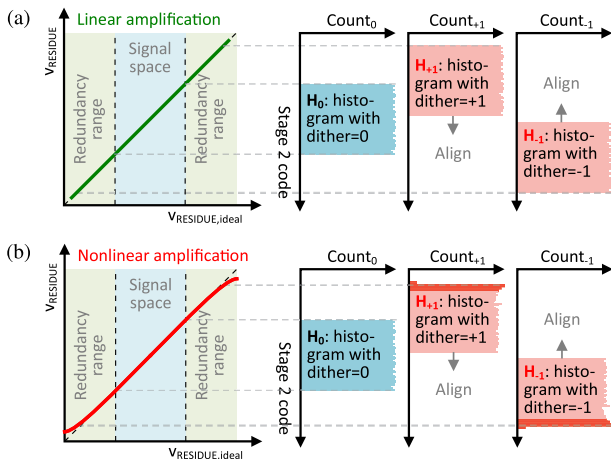 (a)
Linear amplification
VRESIDUE
Redundancy
range
Signal
space
Redundancy
range
VRESIDUE,ideal
Stage 2 code
Count0
H0: histo-
gram with
dither=0
Count+1
H+1: histo-
gram with
dither=+1
Align
Count-1
Align
H-1: histo-
gram with
dither=-1
(b)
Nonlinear amplification
VRESIDUE
Redundancy
range
Signal
space
Redundancy
range
VRESIDUE,ideal
Stage 2 code
Count0
H0: histo-
gram with
dither=0
Count+1
H+1: histo-
gram with
dither=+1
Align
Count-1
Align
H-1: histo-
gram with
dither=-1